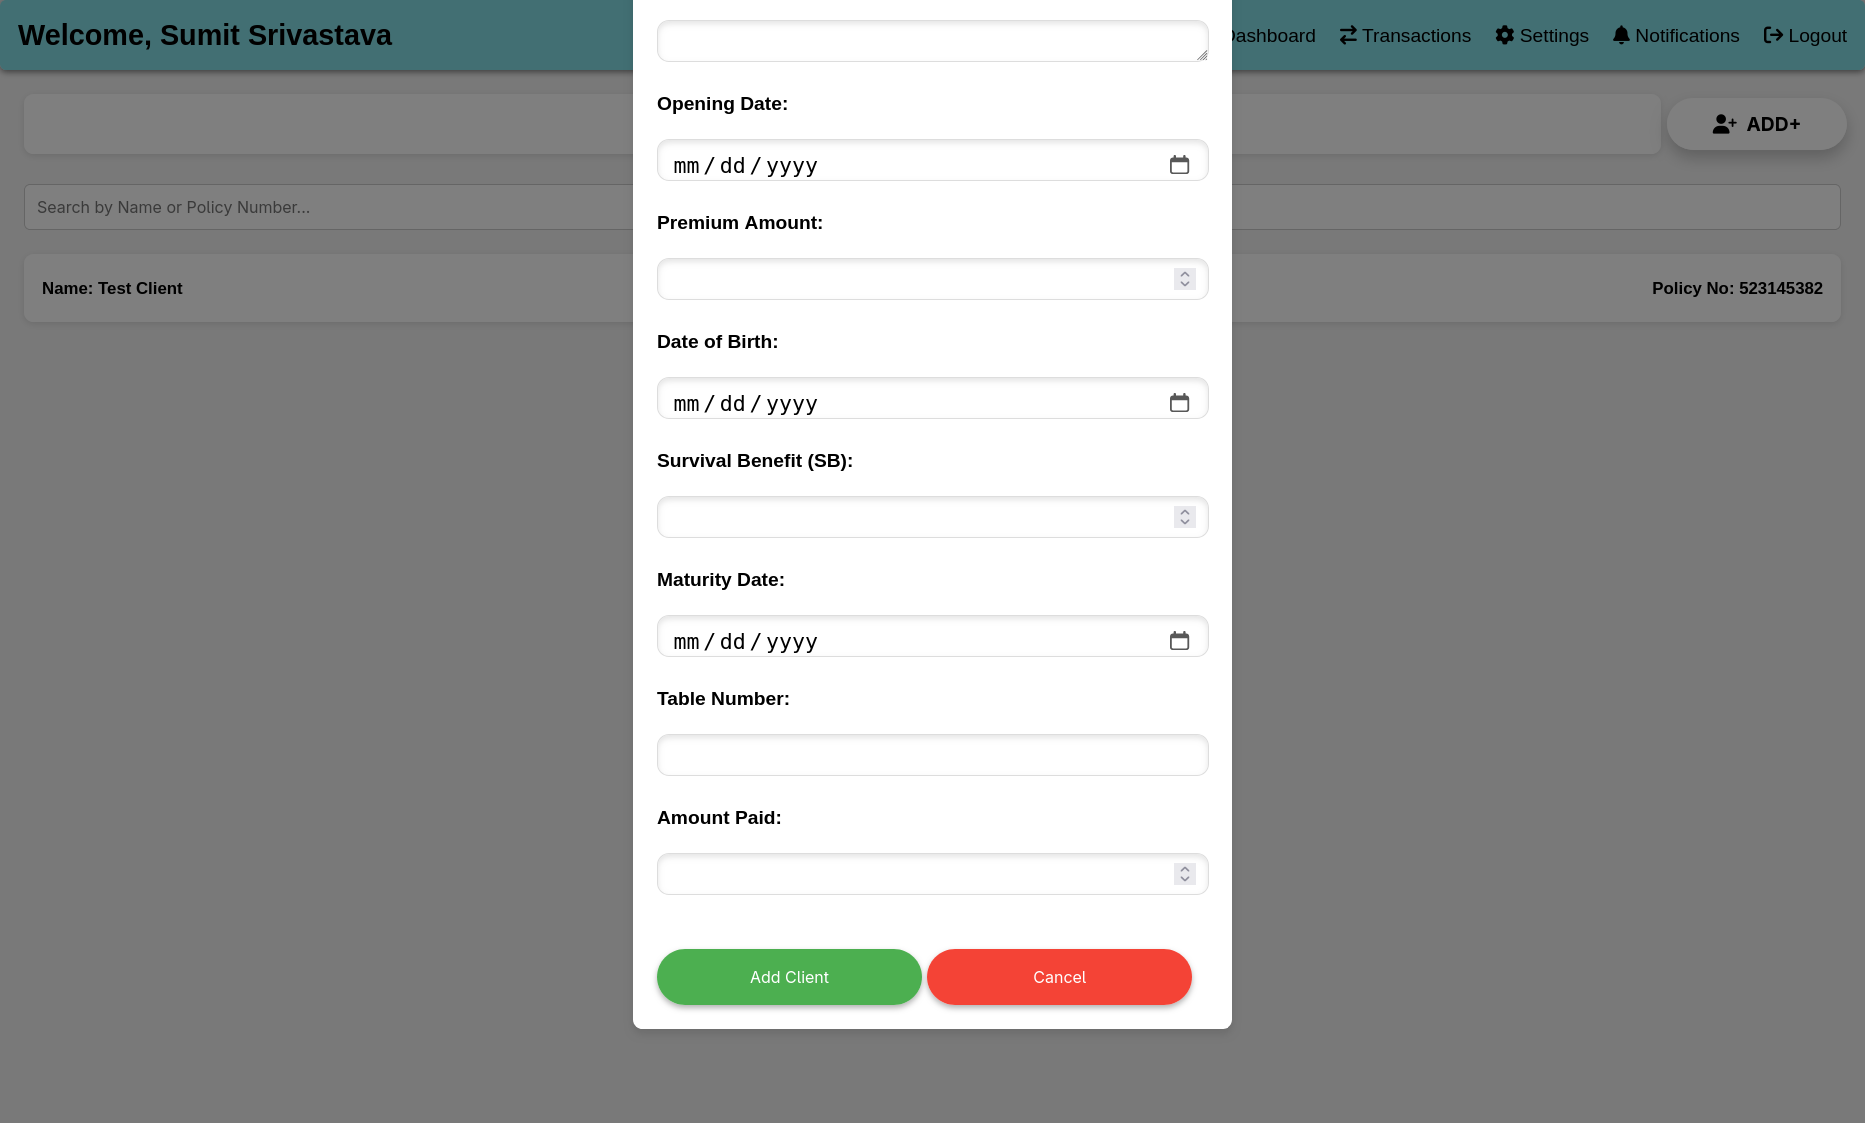 Welcome, Sumit Srivastava
Dashboard Transactions Settings Notifications Logout
ADD+
Search by Name or Policy Number...
Name: Test Client
Policy No: 523145382
Opening Date:
mm/dd/yyyy
Premium Amount:
Date of Birth:
mm/dd/yyyy
Survival Benefit (SB):
Maturity Date:
mm/dd/yyyy
Table Number:
Amount Paid:
Add Client
Cancel